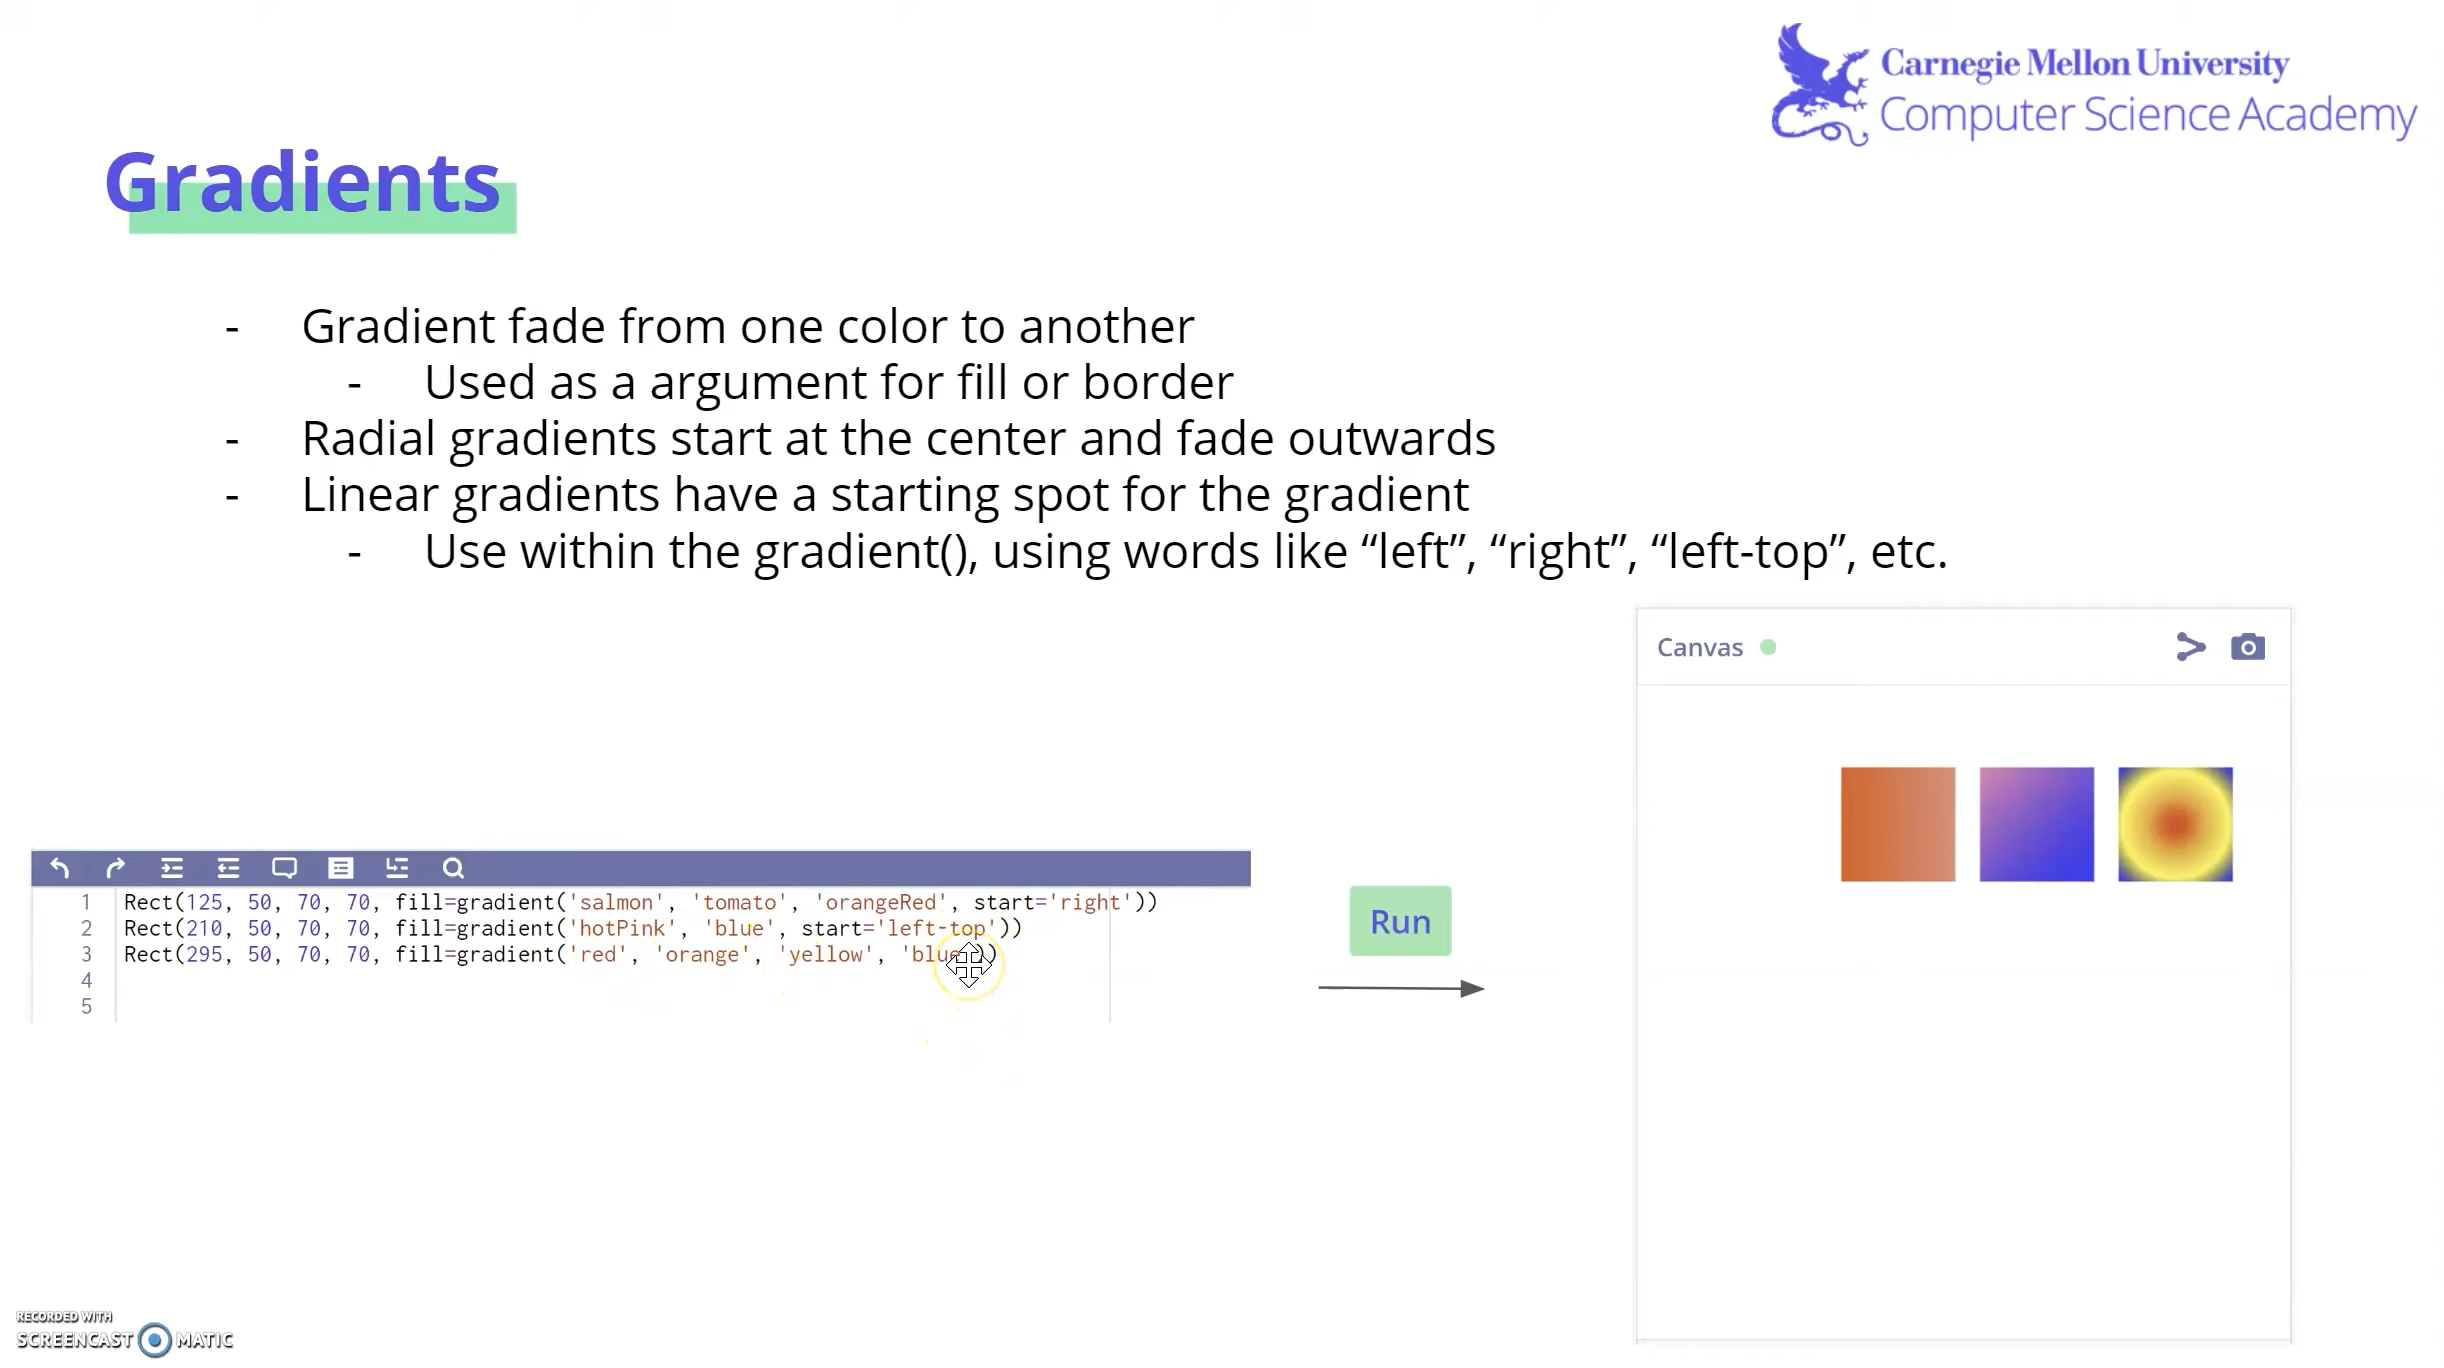 Carnegie Mellon University
Computer Science Academy
Gradients
- Gradient fade from one color to another
- Used as a argument for fill or border
- Radial gradients start at the center and fade outwards
- Linear gradients have a starting spot for the gradient
- Use within the gradient(), using words like “left”, “right”, “left-top”, etc.
Canvas
1 Rect(125, 50, 70, 70, fill=gradient('salmon', 'tomato', 'orangeRed', start='right'))
2 Rect(210, 50, 70, 70, fill=gradient('hotPink', 'blue', start='left-top'))
3 Rect(295, 50, 70, 70, fill=gradient('red', 'orange', 'yellow', 'blue'))
4
5
Run
RECORDED WITH
SCREENCAST MATIC